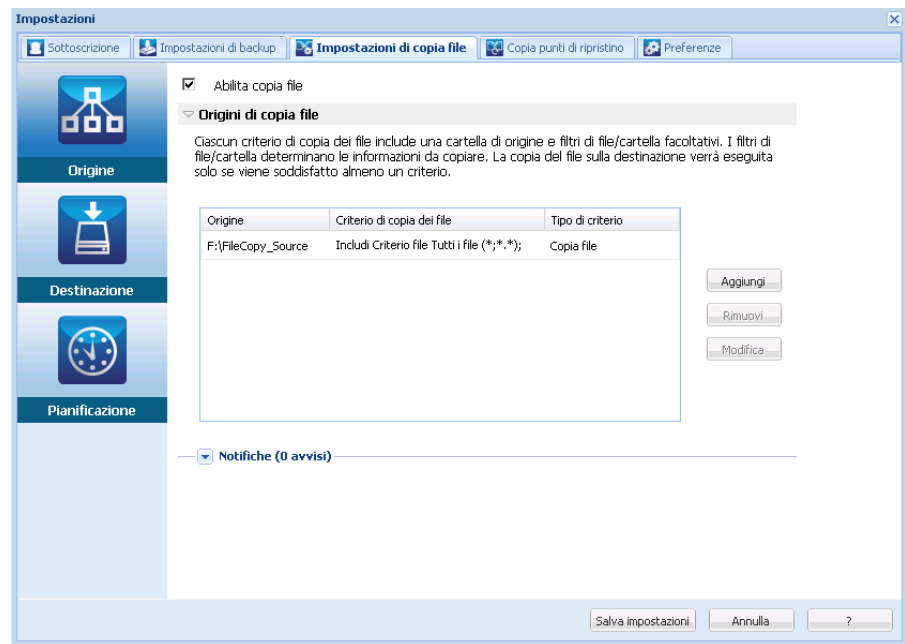 Impostazioni
Sottoscrizione
Impostazioni di backup
Impostazioni di copia file
Copia punti di ripristino
Preferenze
Abilita copia file
Origini di copia file
Ciascun criterio di copia dei file include una cartella di origine e filtri di file/cartella facoltativi. I filtri di
file/cartella determinano le informazioni da copiare. La copia del file sulla destinazione verrà eseguita
solo se viene soddisfatto almeno un criterio.
Origine
Destinazione
Pianificazione
Origine Criterio di copia dei file Tipo di criterio
F:\FileCopy_Source Includi Criterio file Tutti i file (*;*.*); Copia file
Aggiungi
Rimuovi
Modifica
Notifiche (0 avvisi)
Salva impostazioni
Annulla
?